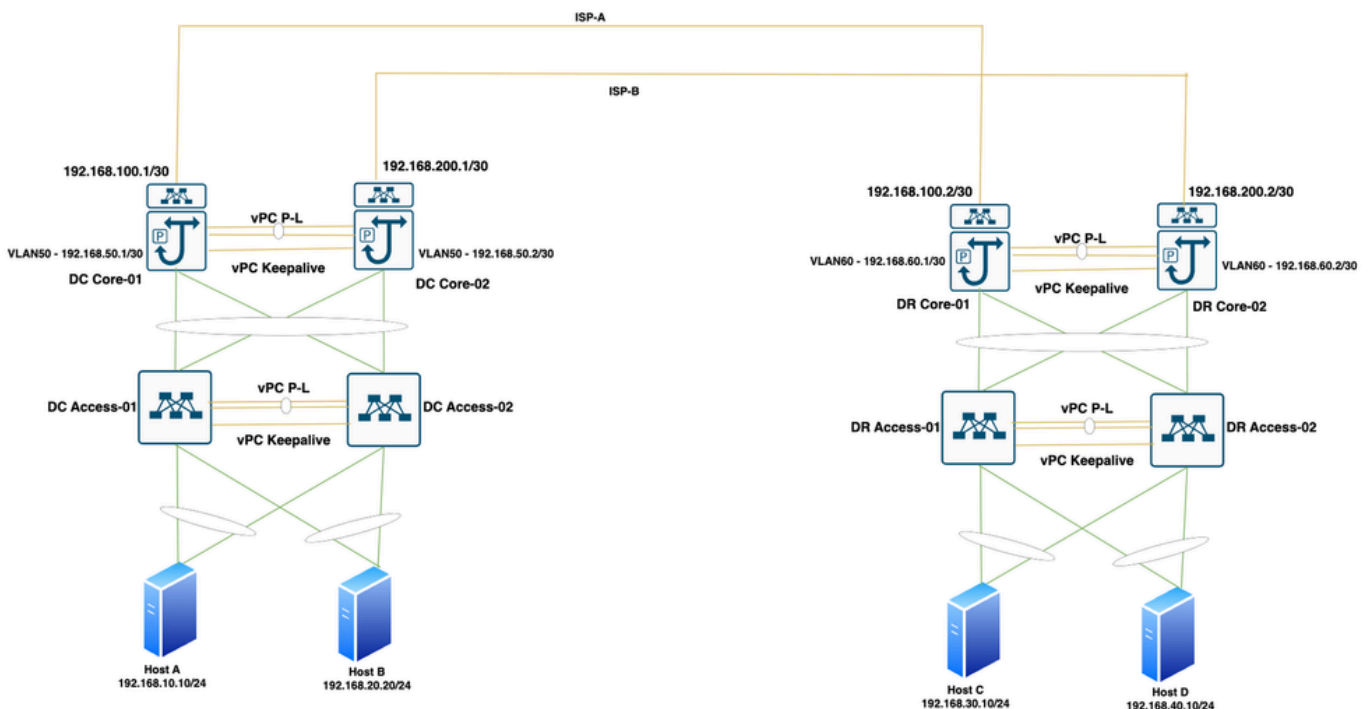 ISP-A
ISP-B
192.168.100.1/30
192.168.200.1/30
192.168.100.2/30
192.168.200.2/30
vPC P-L
P
P
VLAN50 - 192.168.50.1/30
VLAN50 - 192.168.50.2/30
vPC Keepalive
DC Core-01
DC Core-02
vPC P-L
P
P
VLAN60 - 192.168.60.1/30
VLAN60 - 192.168.60.2/30
vPC Keepalive
DR Core-01
DR Core-02
vPC P-L
DC Access-01
DC Access-02
vPC Keepalive
vPC P-L
DR Access-01
DR Access-02
vPC Keepalive
Host A
192.168.10.10/24
Host B
192.168.20.20/24
Host C
192.168.30.10/24
Host D
192.168.40.10/24